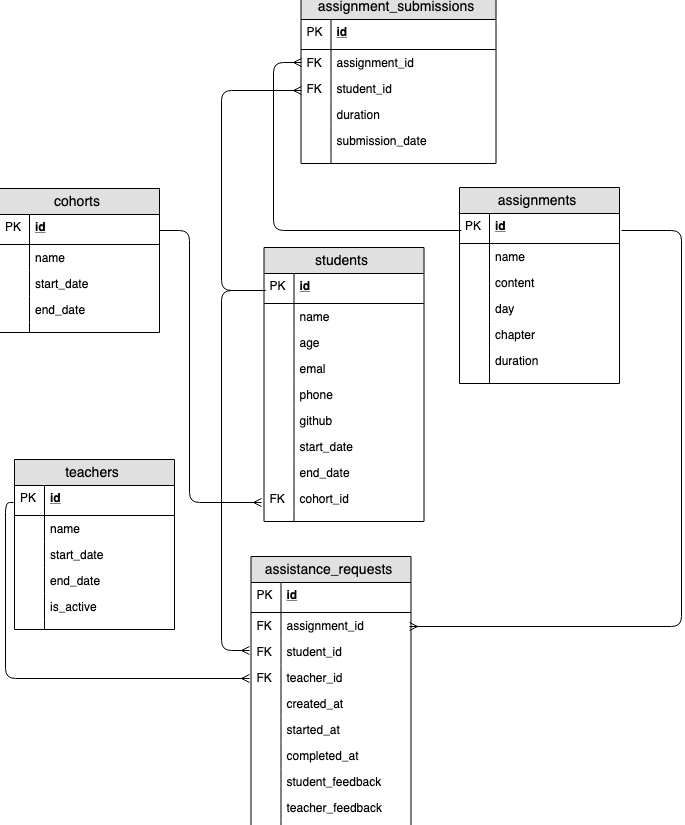 assignment_submissions
PK id
FK assignment_id
FK student_id
duration
submission_date
cohorts
PK id
name
start_date
end_date
assignments
PK id
name
content
day
chapter
duration
students
PK id
name
age
emal
phone
github
start_date
end_date
FK cohort_id
teachers
PK id
name
start_date
end_date
is_active
assistance_requests
PK id
FK assignment_id
FK student_id
FK teacher_id
created_at
started_at
completed_at
student_feedback
teacher_feedback